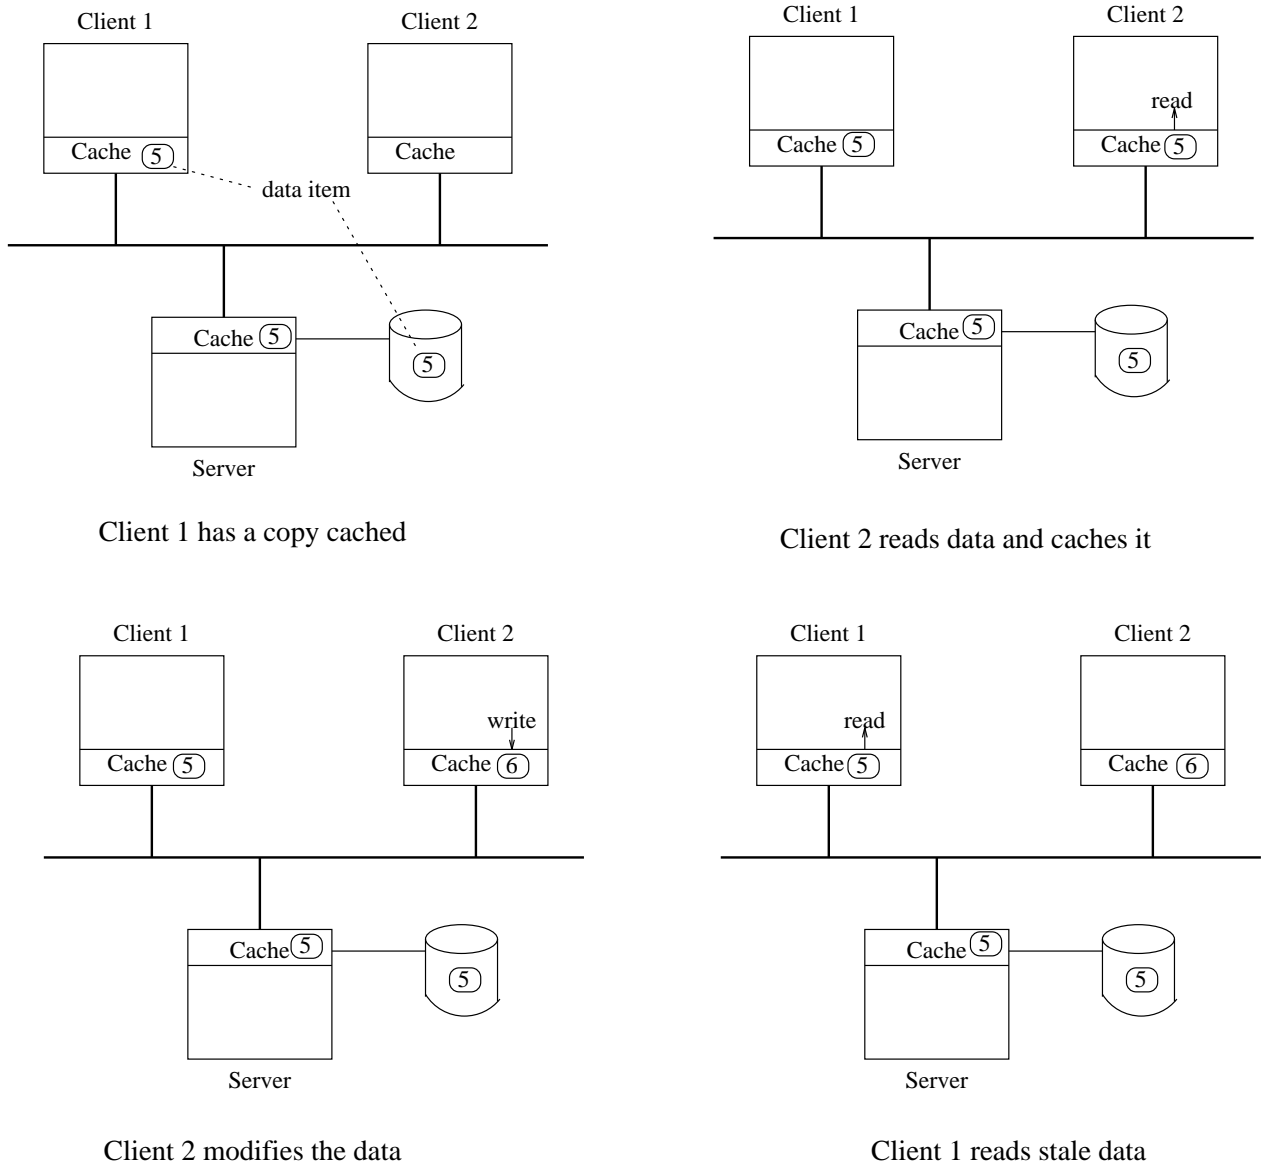 Client 1
Client 2
Cache 5
Cache
data item
Cache 5
5
Server
Client 1 has a copy cached
Client 1
Client 2
read
Cache 5
Cache 5
Cache 5
5
Server
Client 2 reads data and caches it
Client 1
Client 2
write
Cache 5
Cache 6
Cache 5
5
Server
Client 2 modifies the data
Client 1
Client 2
read
Cache 5
Cache 6
Cache 5
5
Server
Client 1 reads stale data